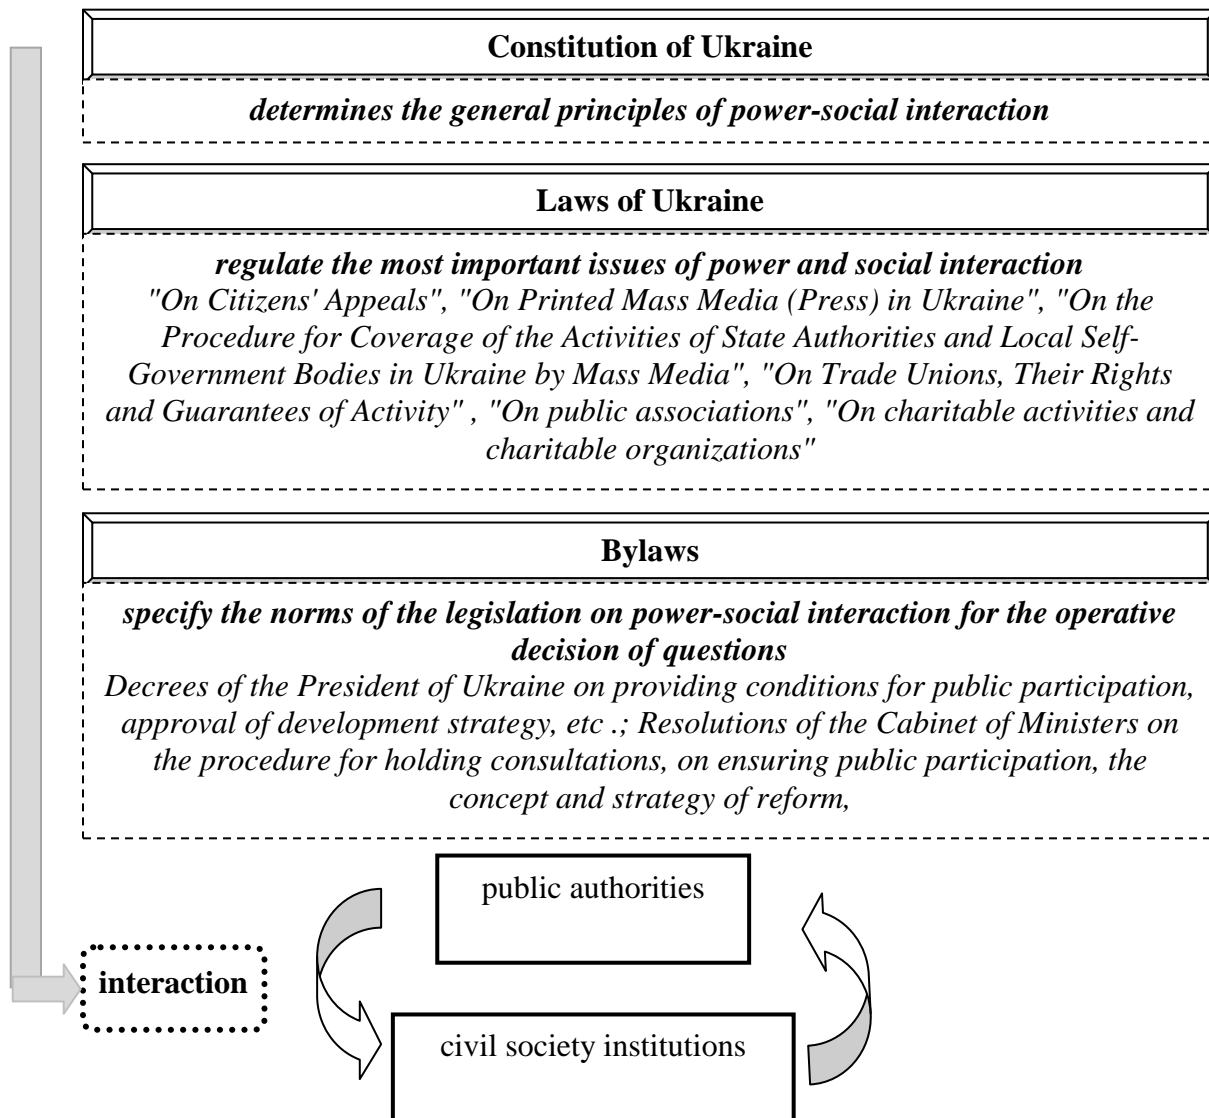 Constitution of Ukraine
determines the general principles of power-social interaction
Laws of Ukraine
regulate the most important issues of power and social interaction
"On Citizens' Appeals", "On Printed Mass Media (Press) in Ukraine", "On the
Procedure for Coverage of the Activities of State Authorities and Local Self-
Government Bodies in Ukraine by Mass Media", "On Trade Unions, Their Rights
and Guarantees of Activity" , "On public associations", "On charitable activities and
charitable organizations"
Bylaws
specify the norms of the legislation on power-social interaction for the operative
decision of questions
Decrees of the President of Ukraine on providing conditions for public participation,
approval of development strategy, etc .; Resolutions of the Cabinet of Ministers on
the procedure for holding consultations, on ensuring public participation, the
concept and strategy of reform,
public authorities
interaction
civil society institutions